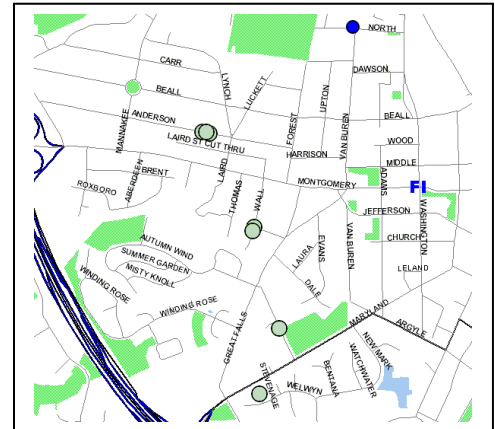 NORTH
CARR
DAWSON
LYNCH
LUCKETT
BEALL
UPTON
MANNAKEE
ANDERSON
FOREST
VAN BUREN
BEALL
LAIRD ST CUT THRU
WOOD
HARRISON
MIDDLE
BRENT
LAIRD
ADAMS
ROXBORO
ABERDEEN
THOMAS
WALL
MONTGOMERY
FI
WASHINGTON
JEFFERSON
AUTUMN WIND
EVANS
VAN BUREN
CHURCH
SUMMER GARDEN
LAURA
MISTY KNOLL
LELAND
WINDING ROSE
DALE
WINDING ROSE
MARYLAND
GREAT FALLS
ARGYLE
NEW MARK
STEVENAGE
WATCHWATER
BENTANA
WELWYN